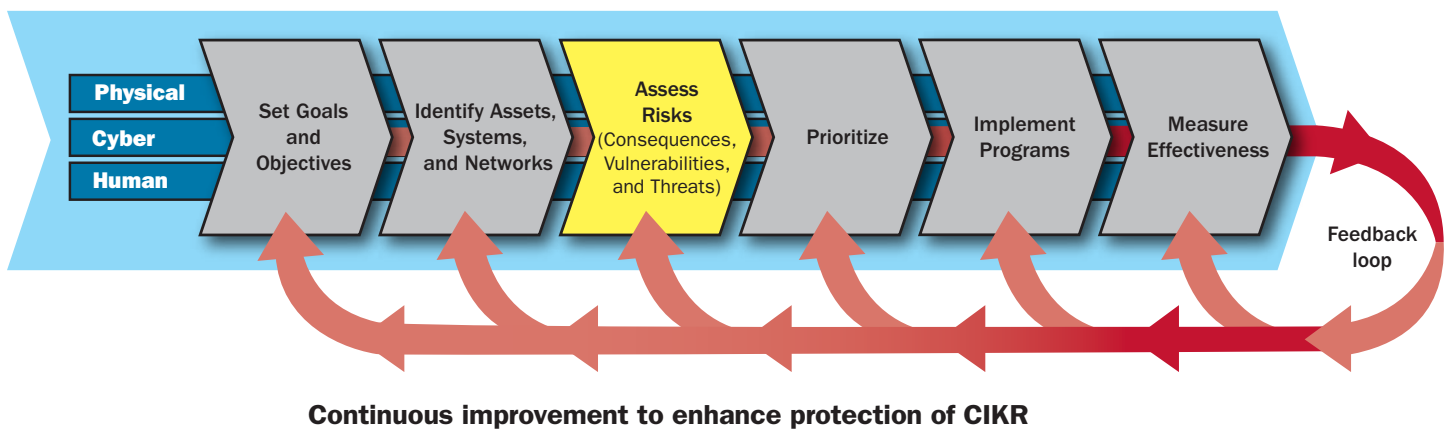 Physical
Cyber
Human
Set Goals
and
Objectives
Identify Assets,
Systems,
and Networks
Assess
Risks
(Consequences,
Vulnerabilities,
and Threats)
Prioritize
Implement
Programs
Measure
Effectiveness
Feedback
loop
Continuous improvement to enhance protection of CIKR